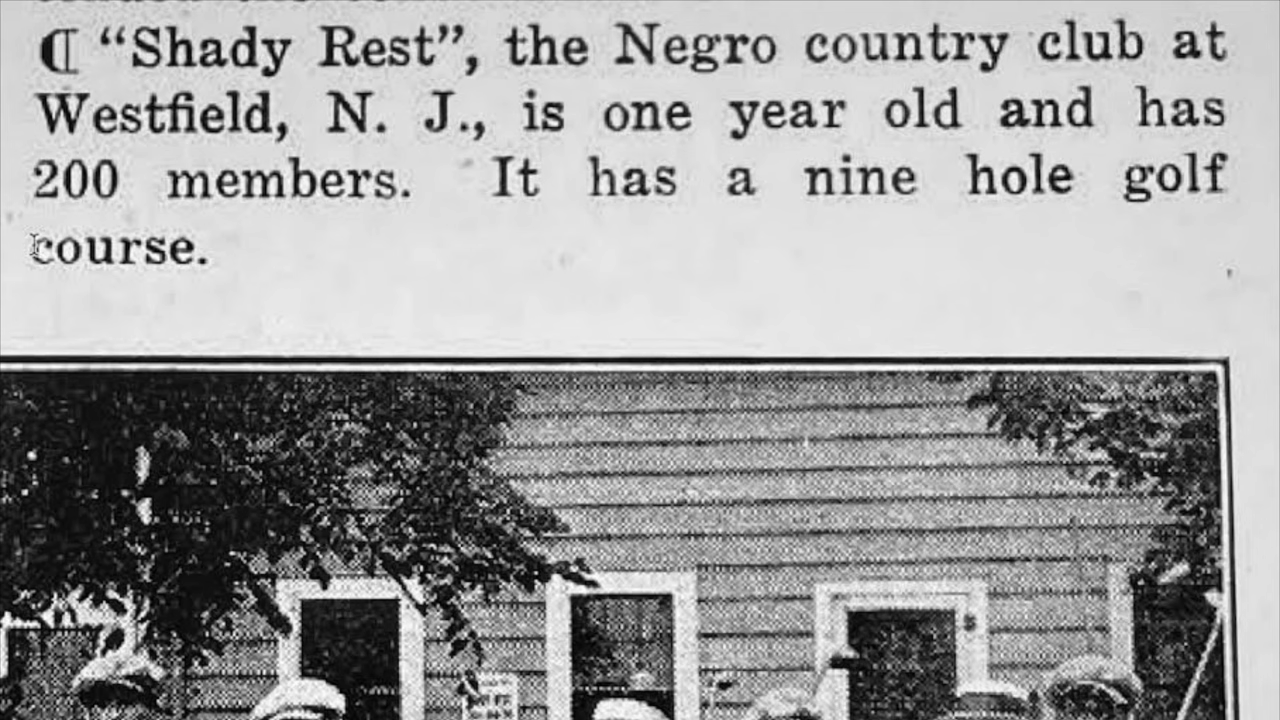 ¶ “Shady Rest”, the Negro country club at
Westfield, N. J., is one year old and has
200 members. It has a nine hole golf
course.